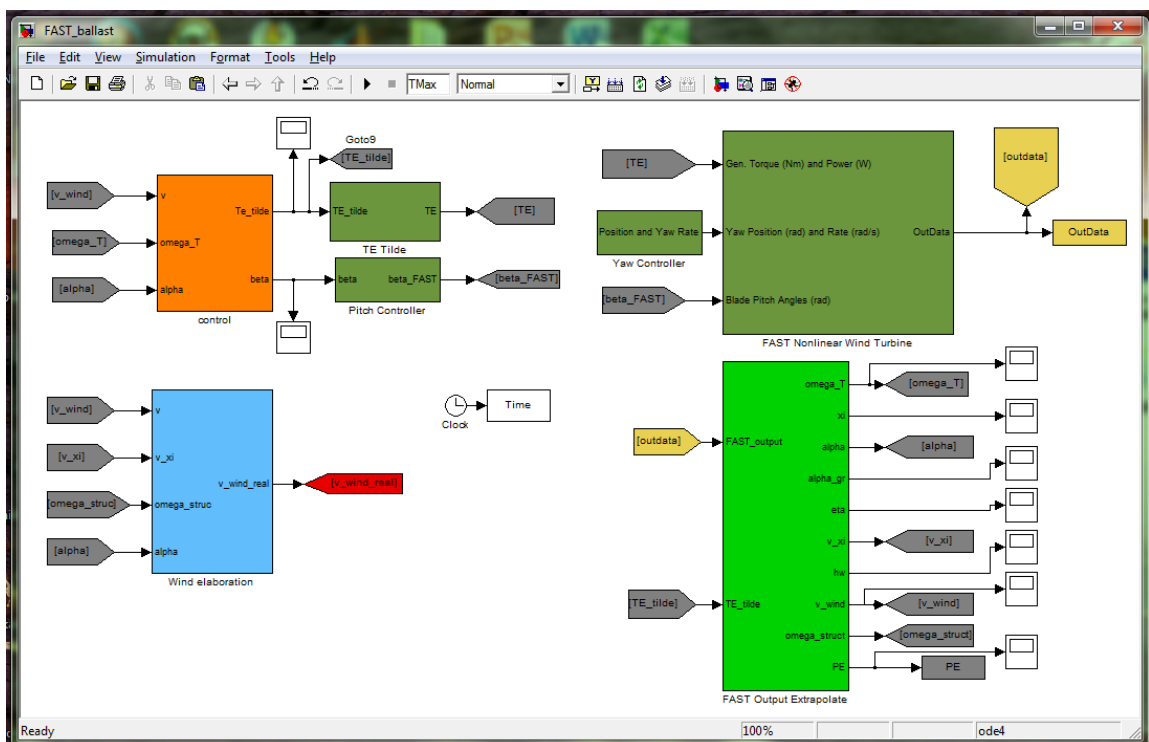 FAST_ballast
File Edit View Simulation Format Tools Help
TMax Normal
Goto9
[TE_tilde]
[v_wind]
[omega_T]
[alpha]
v
omega_T
alpha
Te_tilde
beta
control
TE_tilde TE
TE Tilde
[TE]
beta beta_FAST
Pitch Controller
[beta_FAST]
[TE]
Position and Yaw Rate
Yaw Controller
[beta_FAST]
Gen. Torque (Nm) and Power (W)
Yaw Position (rad) and Rate (rad/s)
Blade Pitch Angles (rad)
OutData
FAST Nonlinear Wind Turbine
[outdata]
OutData
[v_wind]
[v_xi]
[omega_struc]
[alpha]
v
v_xi
omega_struc
alpha
v_wind_real
Wind elaboration
[v_wind_real]
Clock
Time
[outdata]
[TE_tilde]
FAST_output
TE_tilde
omega_T
xi
alpha
alpha_gr
eta
v_xi
hw
v_wind
omega_struct
PE
FAST Output Extrapolate
[omega_T]
[alpha]
[v_xi]
[v_wind]
[omega_struct]
PE
Ready 100% ode4